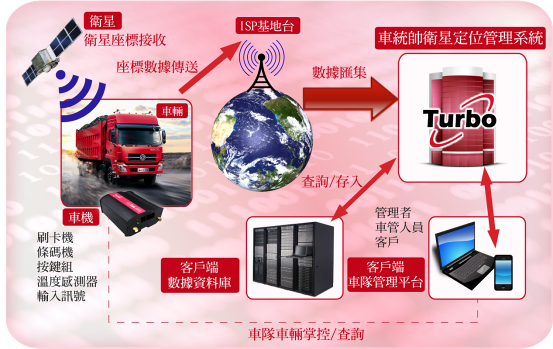 衛星
衛星座標接收
ISP基地台
車統帥衛星定位管理系統
座標數據傳送
數據匯集
車輛
Turbo
查詢/存入
車機
刷卡機
條碼機
按鍵組
溫度感測器
輸入訊號
管理者
車管人員
客戶
客戶端
數據資料庫
客戶端
車隊管理平台
車隊車輛掌控/查詢